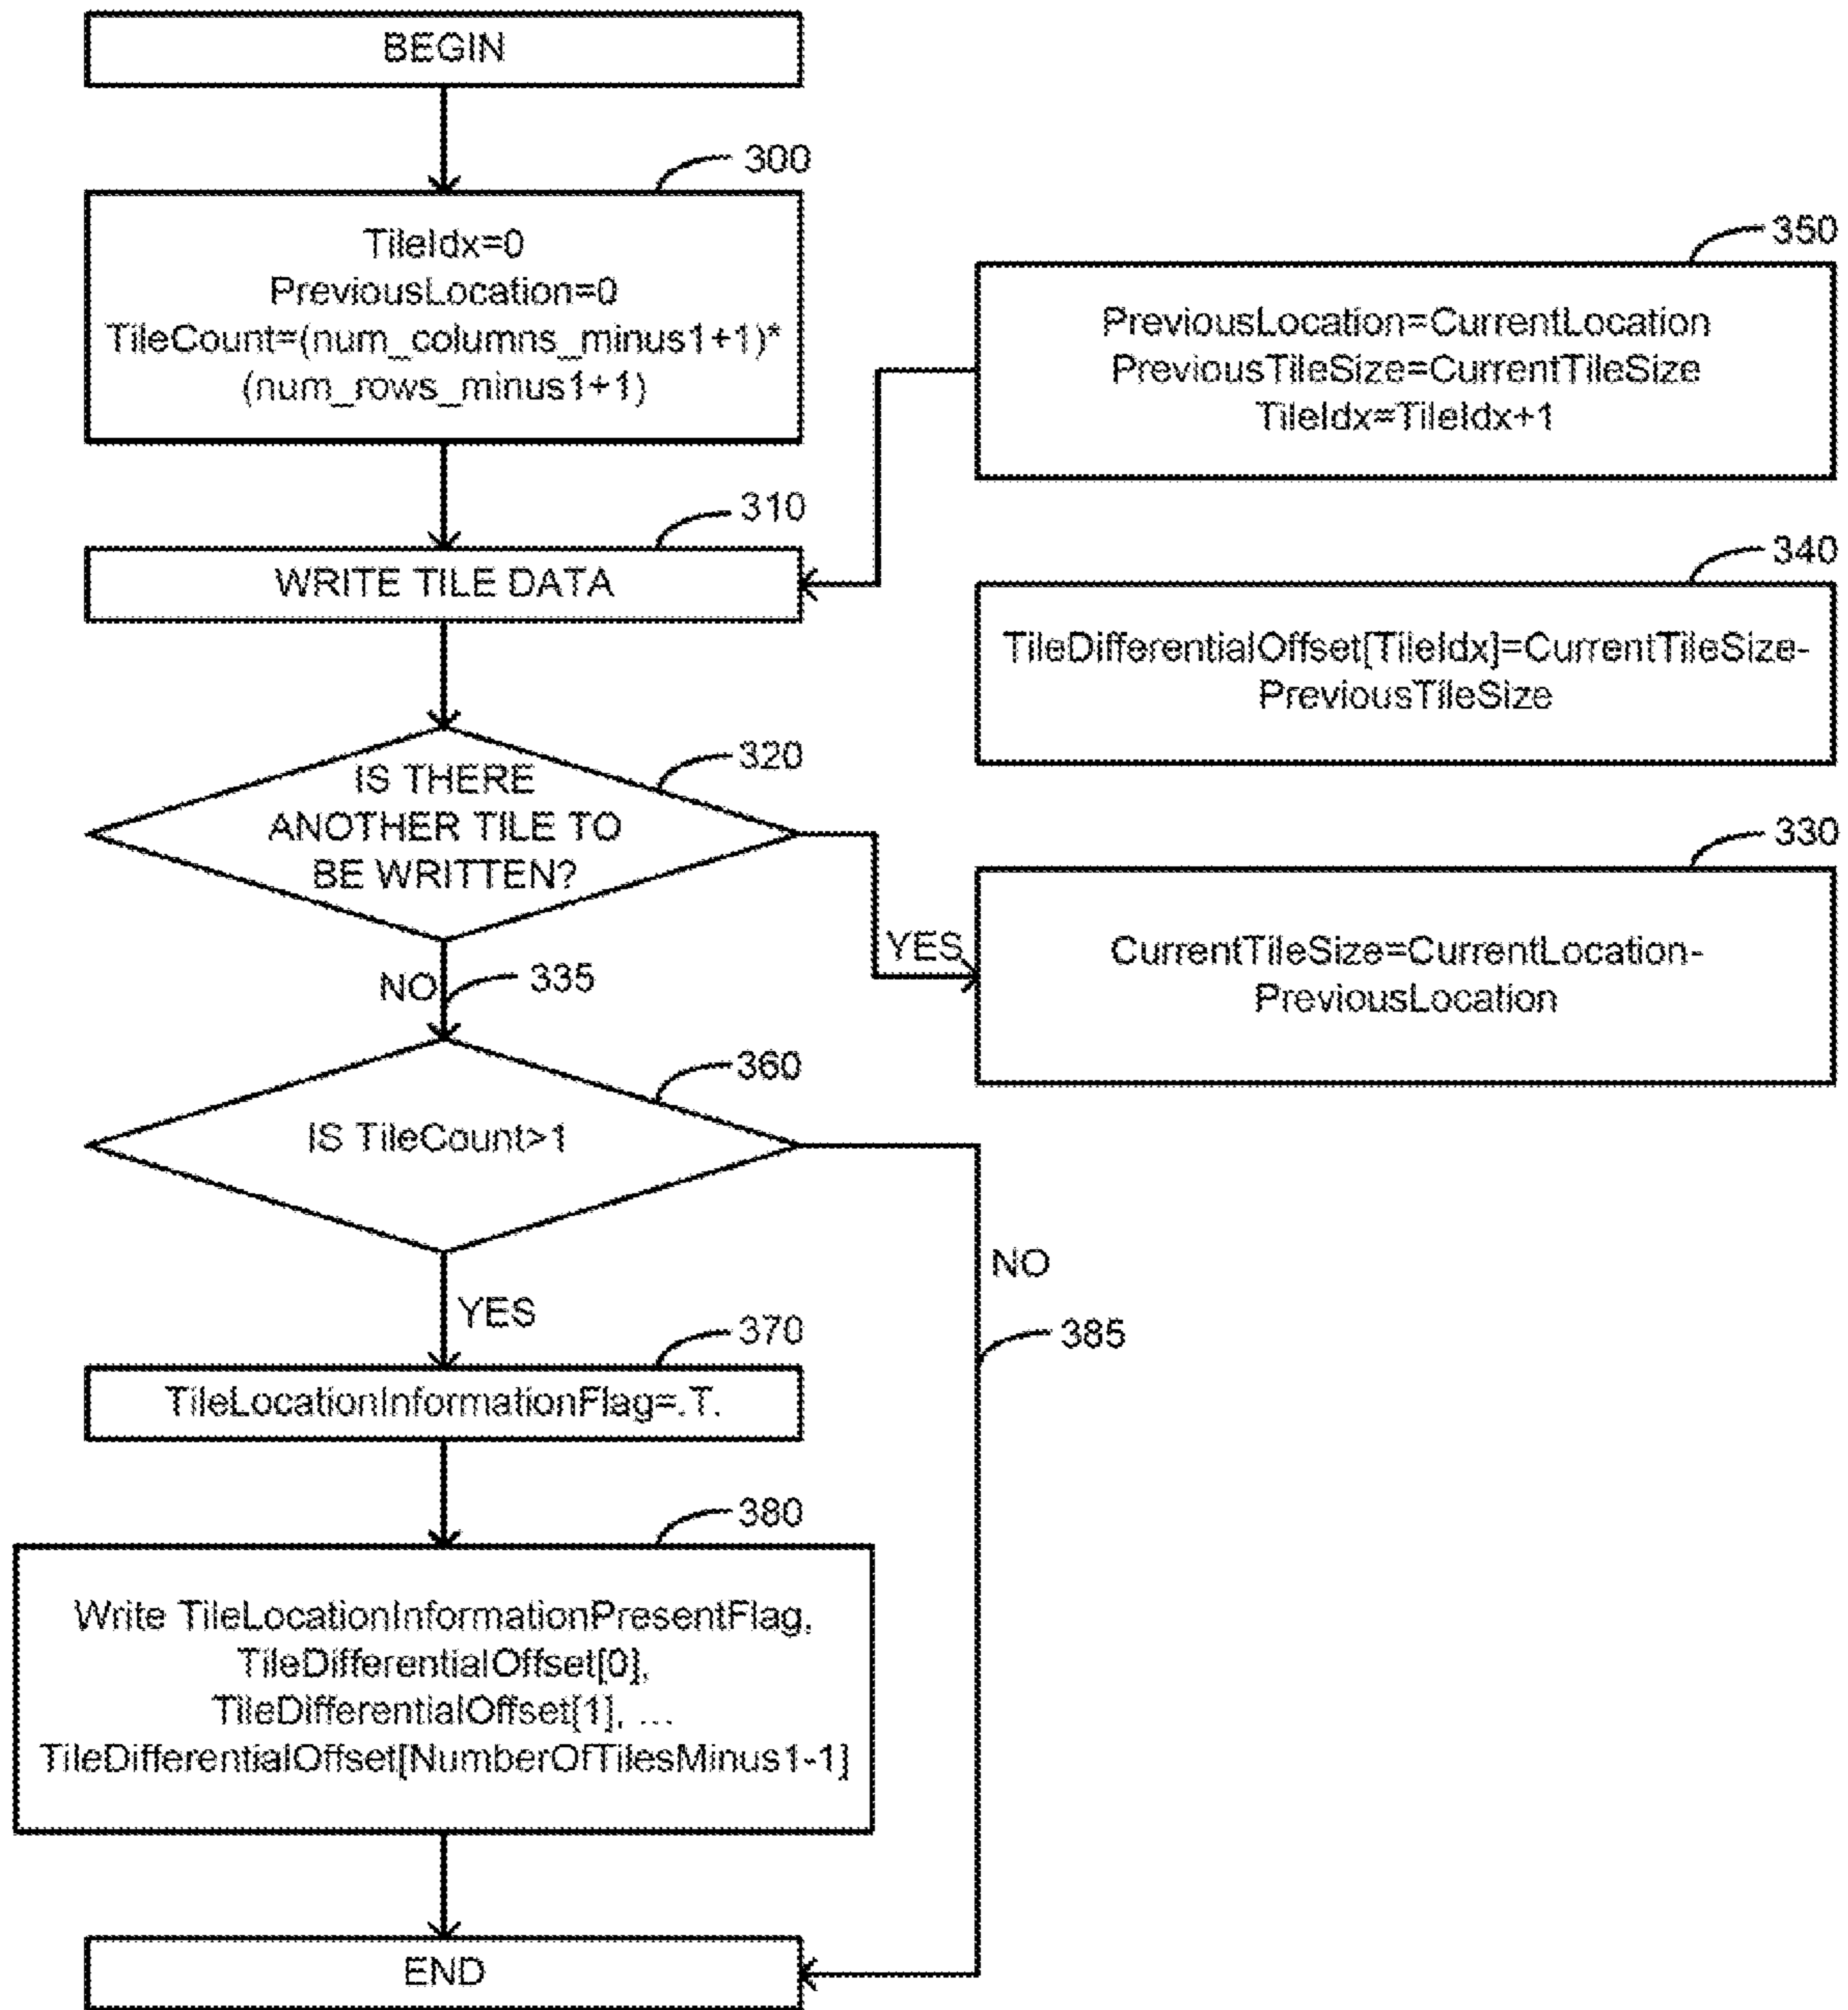 BEGIN
300
TileIdx=0
PreviousLocation=0
TileCount=(num_columns_minus1+1)*
(num_rows_minus1+1)
350
PreviousLocation=CurrentLocation
PreviousTileSize=CurrentTileSize
TileIdx=TileIdx+1
310
WRITE TILE DATA
340
TileDifferentialOffset[TileIdx]=CurrentTileSize-
PreviousTileSize
320
IS THERE
ANOTHER TILE TO
BE WRITTEN?
330
YES
CurrentTileSize=CurrentLocation-
PreviousLocation
NO
335
360
IS TileCount>1
NO
YES
370
385
TileLocationInformationFlag=.T.
380
Write TileLocationInformationPresentFlag,
TileDifferentialOffset[0],
TileDifferentialOffset[1], ...
TileDifferentialOffset[NumberOfTilesMinus1-1]
END